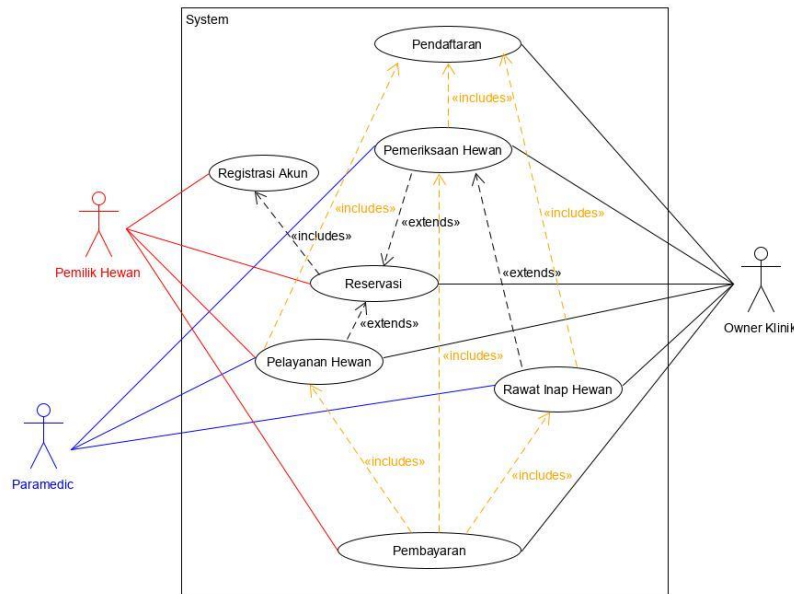 System
Pendaftaran
«includes»
Pemeriksaan Hewan
Registrasi Akun
«includes»
«includes»
«extends»
«includes»
Pemilik Hewan
Reservasi
«extends»
Owner Klinik
«extends»
Pelayanan Hewan
«includes»
Rawat Inap Hewan
Paramedic
«includes»
«includes»
Pembayaran